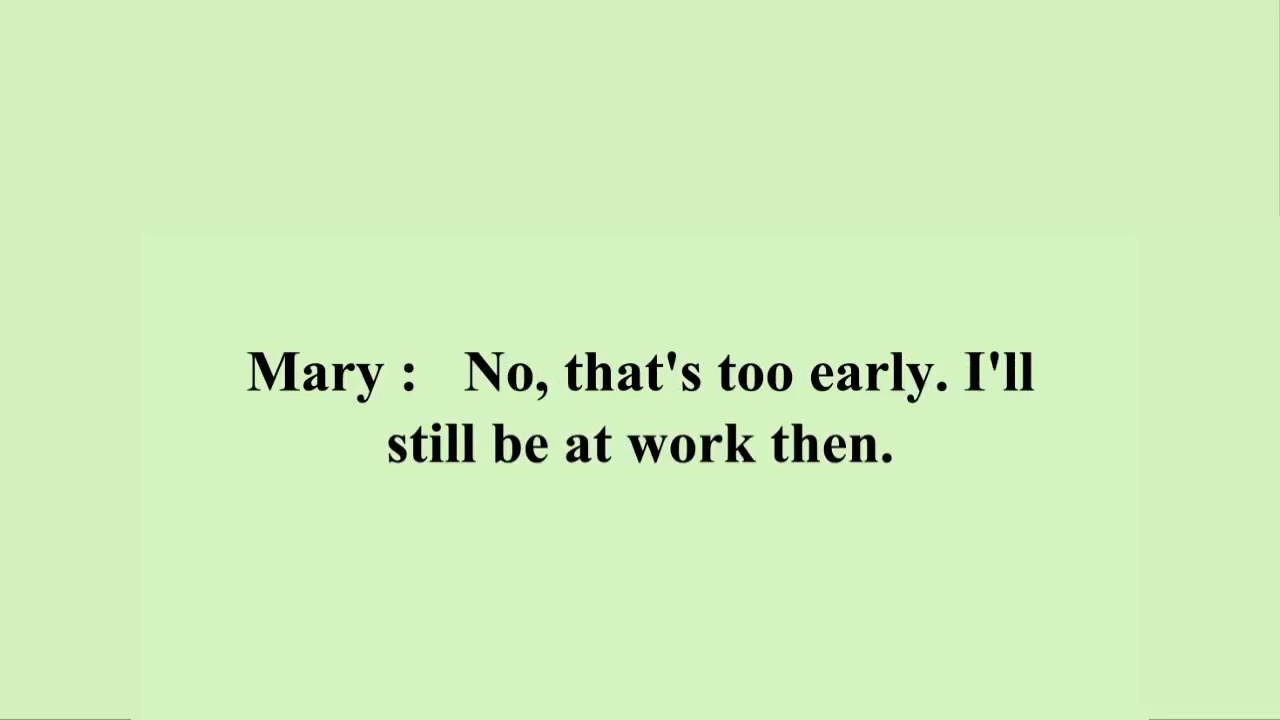 Mary :   No, that's too early. I'll
still be at work then.